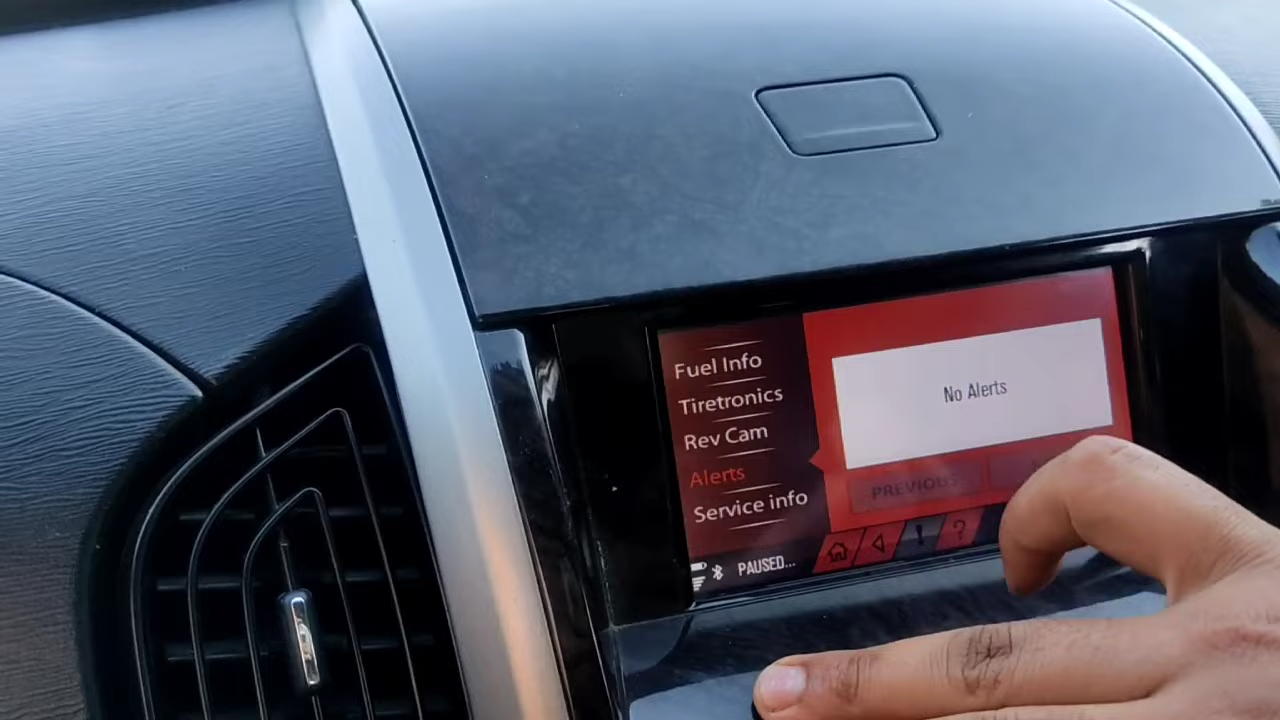 Fuel Info
Tiretronics
Rev Cam
Alerts
Service info
No Alerts
PREVIOUS
PAUSED...
?